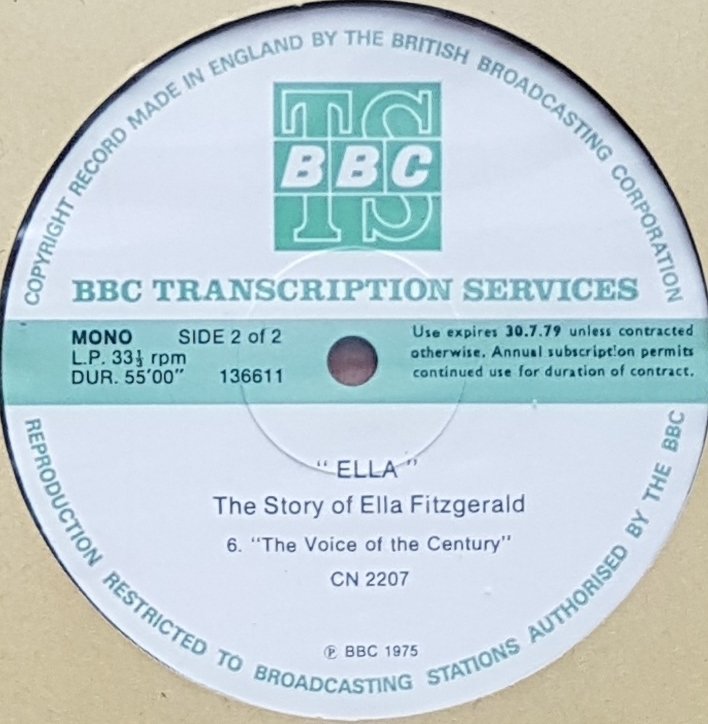 COPYRIGHT RECORD MADE IN ENGLAND BY THE BRITISH BROADCASTING CORPORATION
TS
BBC
TS
BBC TRANSCRIPTION SERVICES
MONO SIDE 2 of 2
L.P. 33⅓ rpm
DUR. 55'00" 136611
Use expires 30.7.79 unless contracted
otherwise. Annual subscription permits
continued use for duration of contract.
"ELLA"
The Story of Ella Fitzgerald
6. "The Voice of the Century"
CN 2207
℗ BBC 1975
REPRODUCTION RESTRICTED TO BROADCASTING STATIONS AUTHORISED BY THE BBC